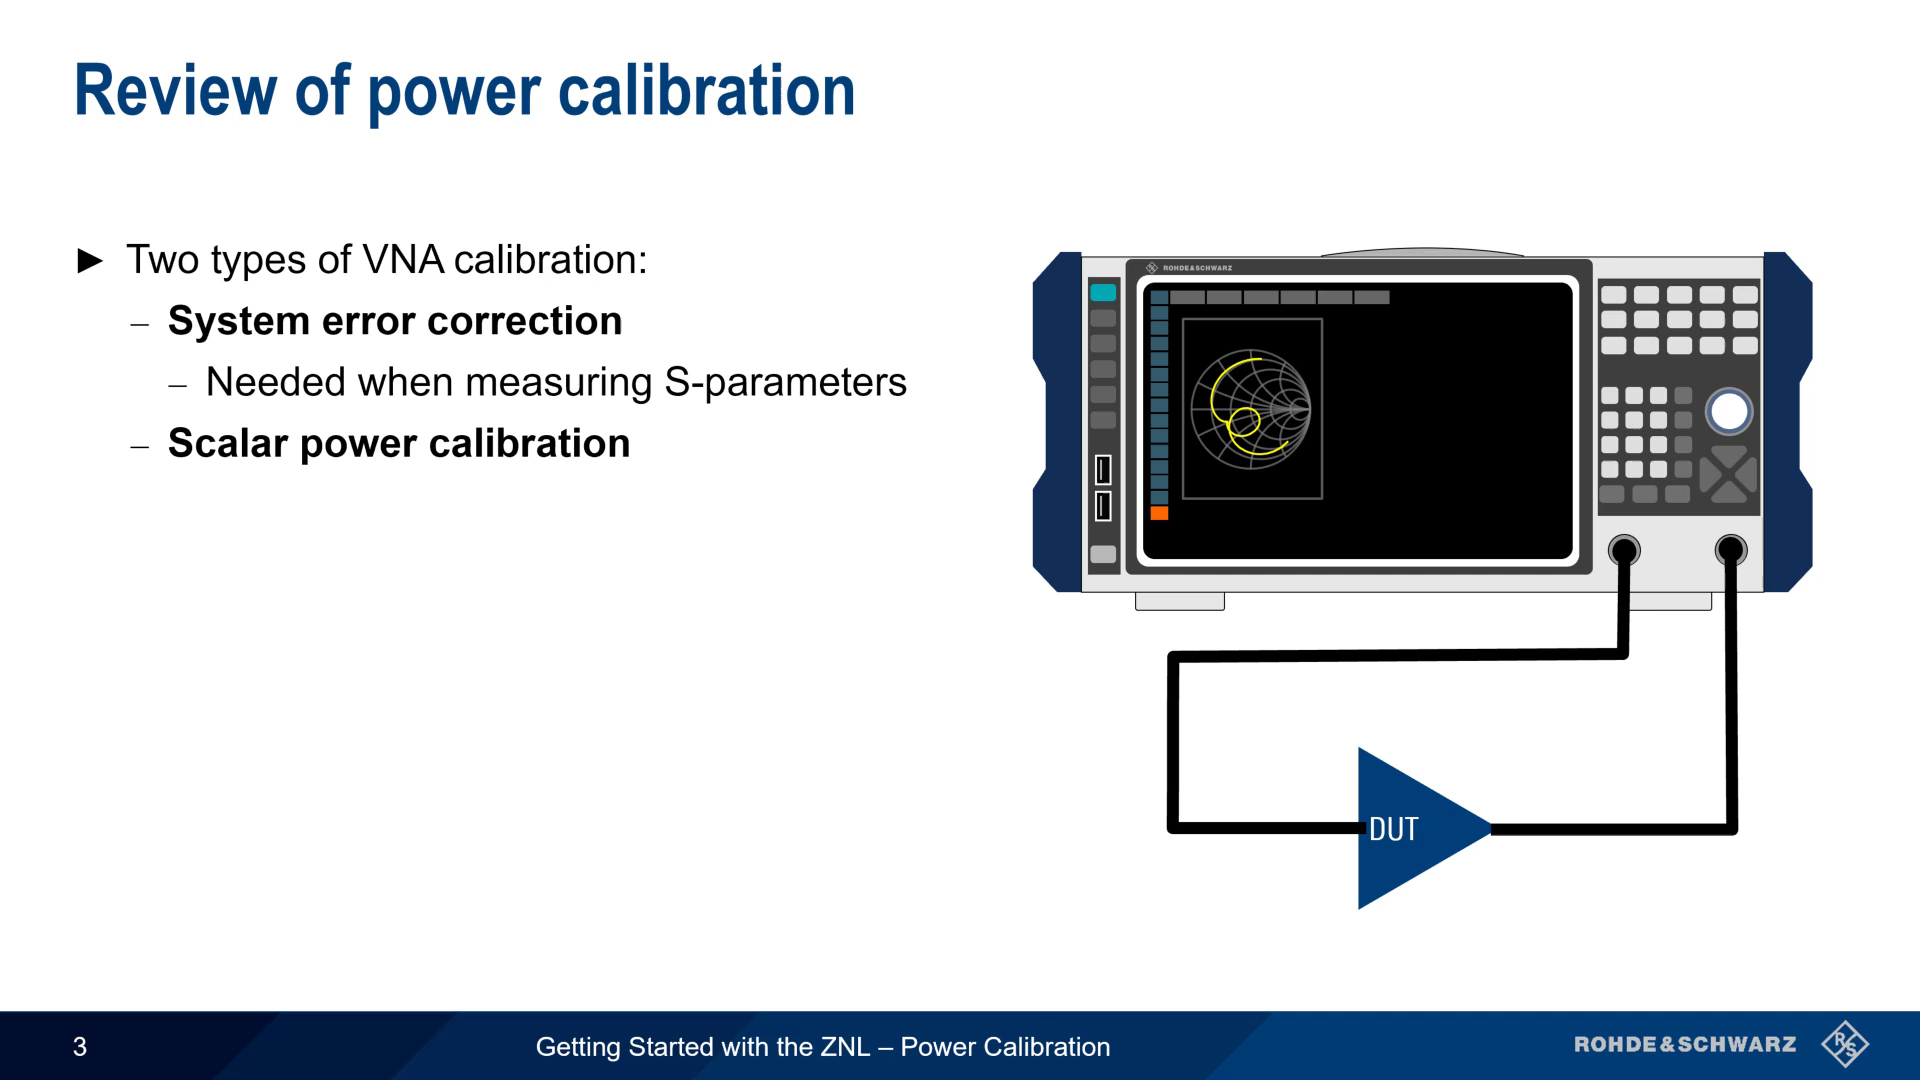 Review of power calibration
► Two types of VNA calibration:
– System error correction
– Needed when measuring S-parameters
– Scalar power calibration
ROHDE&SCHWARZ
DUT
3
Getting Started with the ZNL – Power Calibration
ROHDE&SCHWARZ
R&S